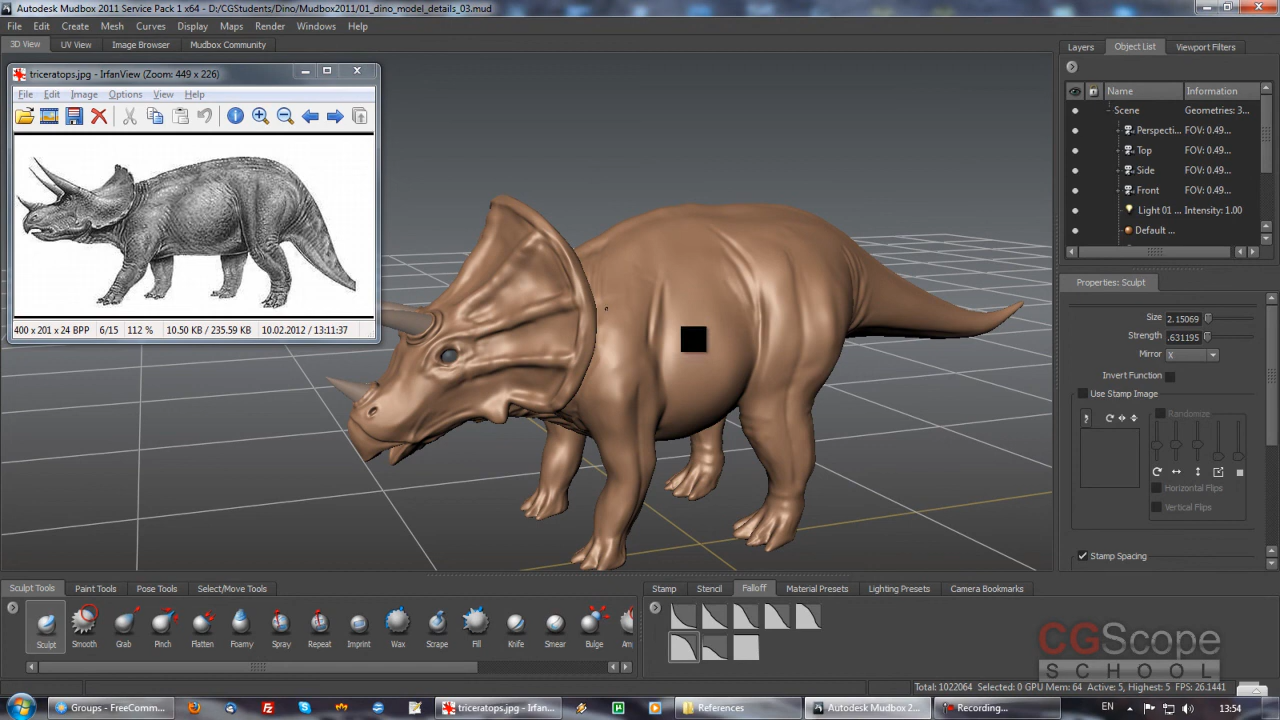 Autodesk Mudbox 2011 Service Pack 1 x64 - D:/CGStudents/Dino/Mudbox2011/01_dino_model_details_03.mud
File Edit Create Mesh Curves Display Maps Render Windows Help
3D View UV View Image Browser Mudbox Community
Layers Object List Viewport Filters
triceratops.jpg - IrfanView (Zoom: 449 x 226)
File Edit Image Options View Help
400 x 201 x 24 BPP 6/15 112 % 10.50 KB / 235.59 KB 10.02.2012 / 13:11:37
Name Information
Scene Geometries: 3...
Perspecti... FOV: 0.49...
Top FOV: 0.49...
Side FOV: 0.49...
Front FOV: 0.49...
Light 01 ... Intensity: 1.00
Default ...
Properties: Sculpt
Size 2.15069
Strength .631195
Mirror X
Invert Function
Use Stamp Image
Randomize
Horizontal Flips
Vertical Flips
Stamp Spacing
Sculpt Tools Paint Tools Pose Tools Select/Move Tools
Sculpt Smooth Grab Pinch Flatten Foamy Spray Repeat Imprint Wax Scrape Fill Knife Smear Bulge Am
Stamp Stencil Falloff Material Presets Lighting Presets Camera Bookmarks
CGScope
SCHOOL
Total: 1022064 Selected: 0 GPU Mem: 64 Active: 5, Highest: 5 FPS: 26.1441
Groups - FreeComm... triceratops.jpg - Irfan... References Autodesk Mudbox 2... Recording... EN 13:54